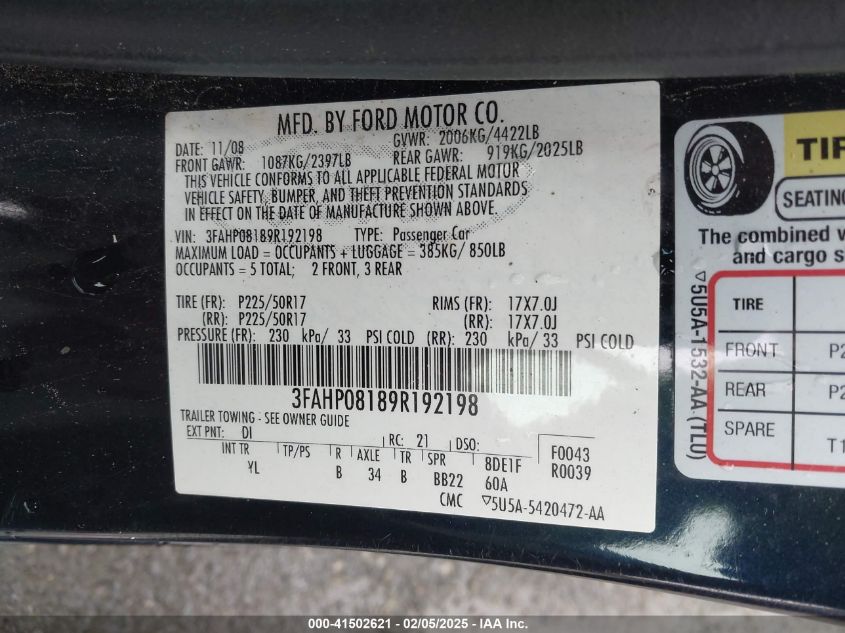 MFD. BY FORD MOTOR CO.
DATE: 11/08 GVWR: 2006KG/4422LB
FRONT GAWR: 1087KG/2397LB REAR GAWR: 919KG/2025LB
THIS VEHICLE CONFORMS TO ALL APPLICABLE FEDERAL MOTOR
VEHICLE SAFETY, BUMPER, AND THEFT PREVENTION STANDARDS
IN EFFECT ON THE DATE OF MANUFACTURE SHOWN ABOVE.
VIN: 3FAHP08189R192198 TYPE: Passenger Car
MAXIMUM LOAD = OCCUPANTS + LUGGAGE = 385KG/ 850LB
OCCUPANTS = 5 TOTAL; 2 FRONT, 3 REAR
TIRE (FR): P225/50R17 RIMS (FR): 17X7.0J
(RR): P225/50R17 (RR): 17X7.0J
PRESSURE (FR): 230 kPa/ 33 PSI COLD (RR): 230 kPa/ 33 PSI COLD
3FAHP08189R192198
TRAILER TOWING - SEE OWNER GUIDE
EXT PNT: DI RC: 21 DSO: F0043
INT TR TP/PS R AXLE TR SPR 8DE1F R0039
YL B 34 B BB22 60A
CMC ▽5U5A-5420472-AA
TIR
SEATING
The combined
and cargo s
▽5U5A-1532-AA (TLU)
TIRE
FRONT P2
REAR P2
SPARE T1
000-41502621 - 02/05/2025 - IAA Inc.